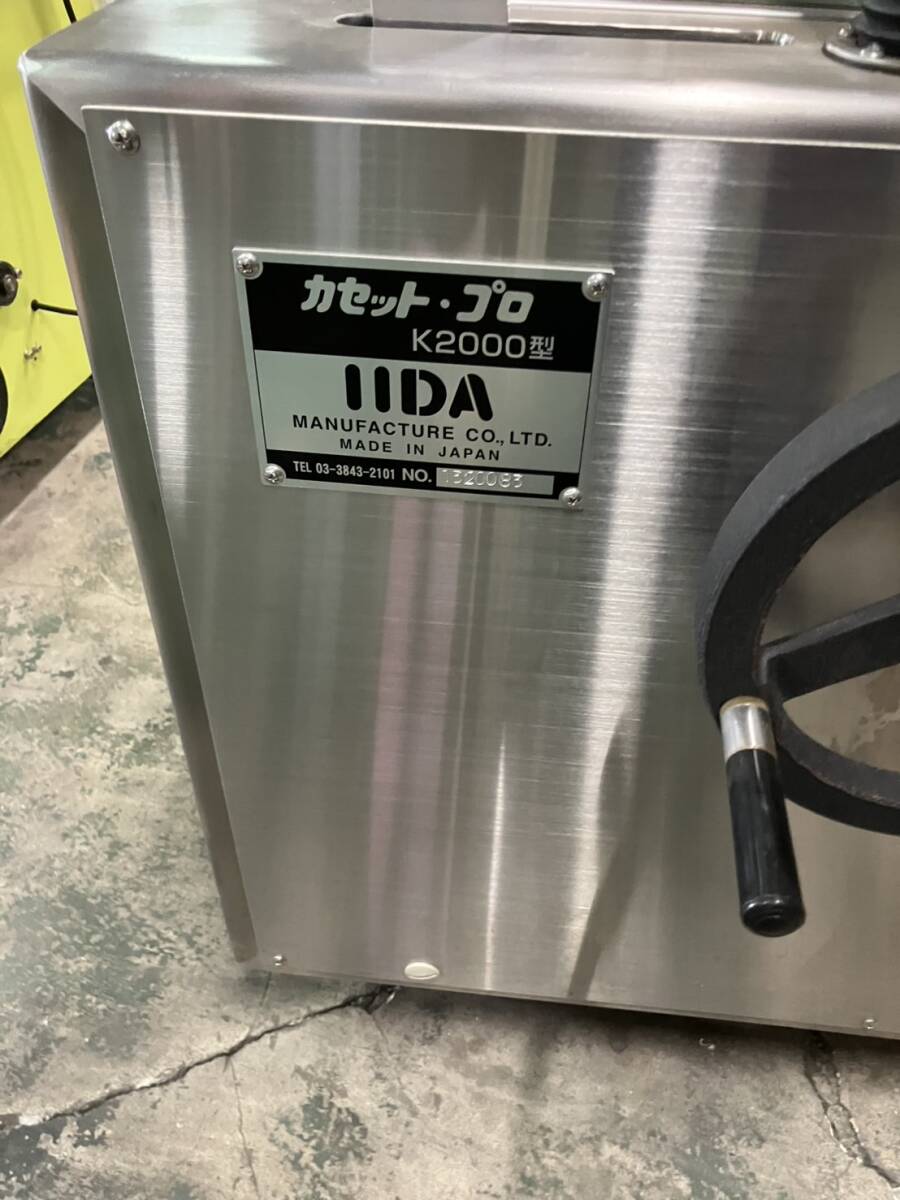 カセット・プロ
K2000型
IIDA
MANUFACTURE CO., LTD.
MADE IN JAPAN
TEL 03-3843-2101 NO. 1320083